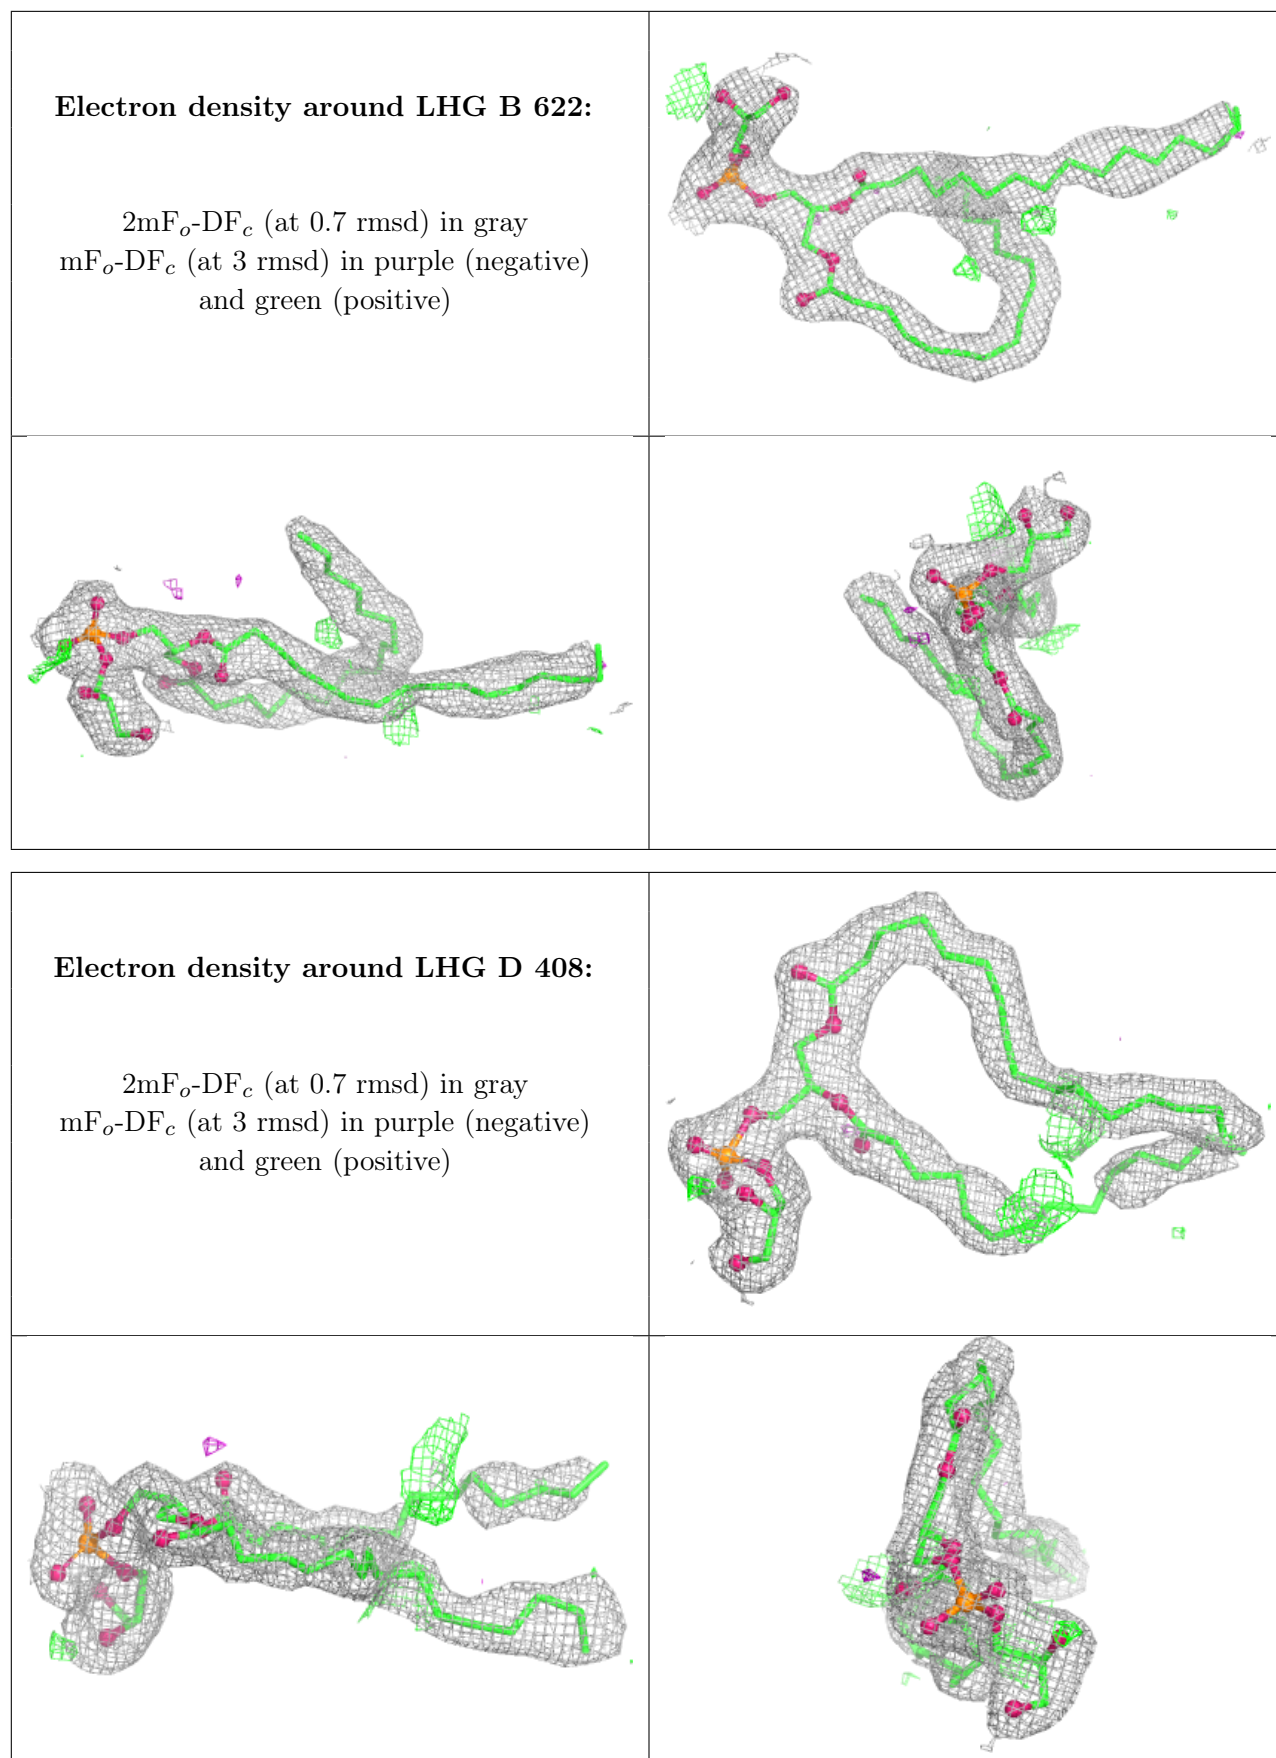 Electron density around LHG B 622:
2mFo-DFc (at 0.7 rmsd) in gray
mFo-DFc (at 3 rmsd) in purple (negative)
and green (positive)
Electron density around LHG D 408:
2mFo-DFc (at 0.7 rmsd) in gray
mFo-DFc (at 3 rmsd) in purple (negative)
and green (positive)